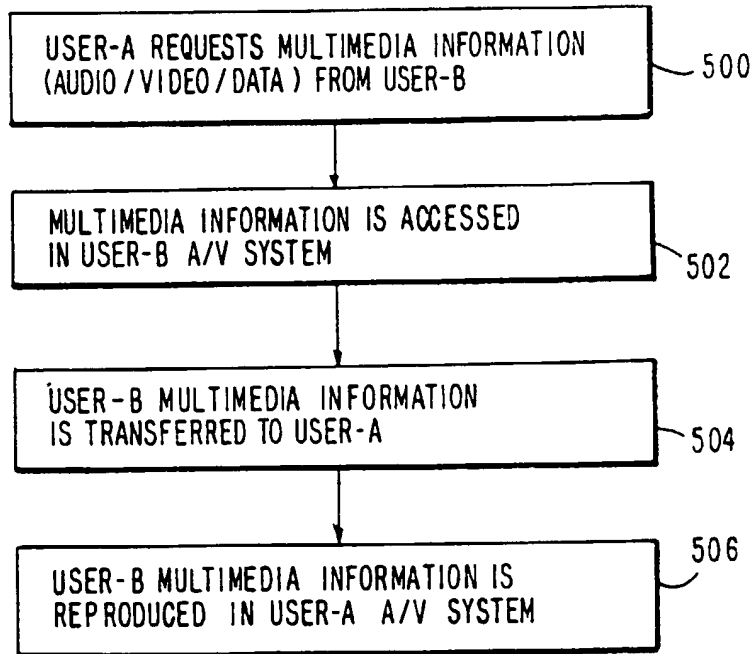 USER-A REQUESTS MULTIMEDIA INFORMATION
(AUDIO/VIDEO/DATA) FROM USER-B
500
MULTIMEDIA INFORMATION IS ACCESSED
IN USER-B A/V SYSTEM
502
USER-B MULTIMEDIA INFORMATION
IS TRANSFERRED TO USER-A
504
506
USER-B MULTIMEDIA INFORMATION IS
REPRODUCED IN USER-A A/V SYSTEM